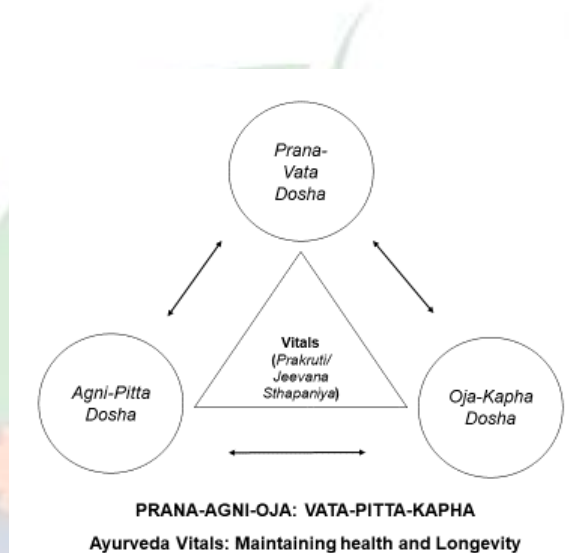 Prana-
Vata
Dosha
Vitals
(Prakruti/
Jeevana
Sthapaniya)
Agni-Pitta
Dosha
Oja-Kapha
Dosha
PRANA-AGNI-OJA: VATA-PITTA-KAPHA
Ayurveda Vitals: Maintaining health and Longevity